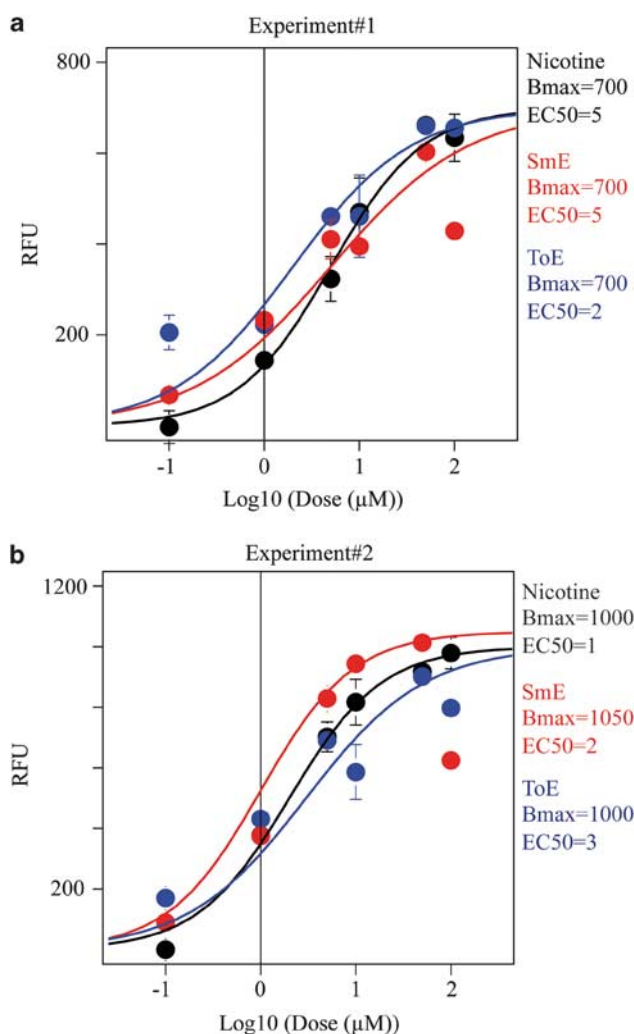 a
Experiment#1
800
200
RFU
-1 0 1 2
Log10 (Dose (µM))
Nicotine
Bmax=700
EC50=5
SmE
Bmax=700
EC50=5
ToE
Bmax=700
EC50=2
b
Experiment#2
1200
200
RFU
-1 0 1 2
Log10 (Dose (µM))
Nicotine
Bmax=1000
EC50=1
SmE
Bmax=1050
EC50=2
ToE
Bmax=1000
EC50=3